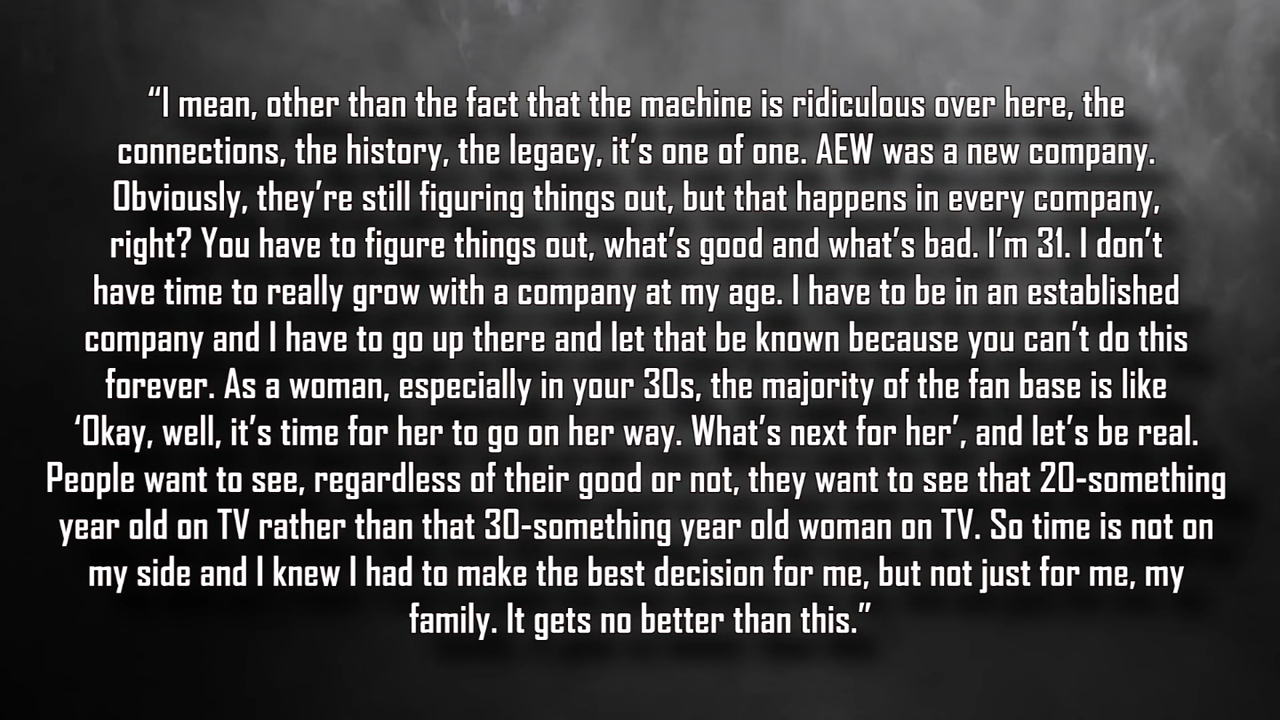 “I mean, other than the fact that the machine is ridiculous over here, the
connections, the history, the legacy, it’s one of one. AEW was a new company.
Obviously, they’re still figuring things out, but that happens in every company,
right? You have to figure things out, what’s good and what’s bad. I’m 31. I don’t
have time to really grow with a company at my age. I have to be in an established
company and I have to go up there and let that be known because you can’t do this
forever. As a woman, especially in your 30s, the majority of the fan base is like
‘Okay, well, it’s time for her to go on her way. What’s next for her’, and let’s be real.
People want to see, regardless of their good or not, they want to see that 20-something
year old on TV rather than that 30-something year old woman on TV. So time is not on
my side and I knew I had to make the best decision for me, but not just for me, my
family. It gets no better than this.”